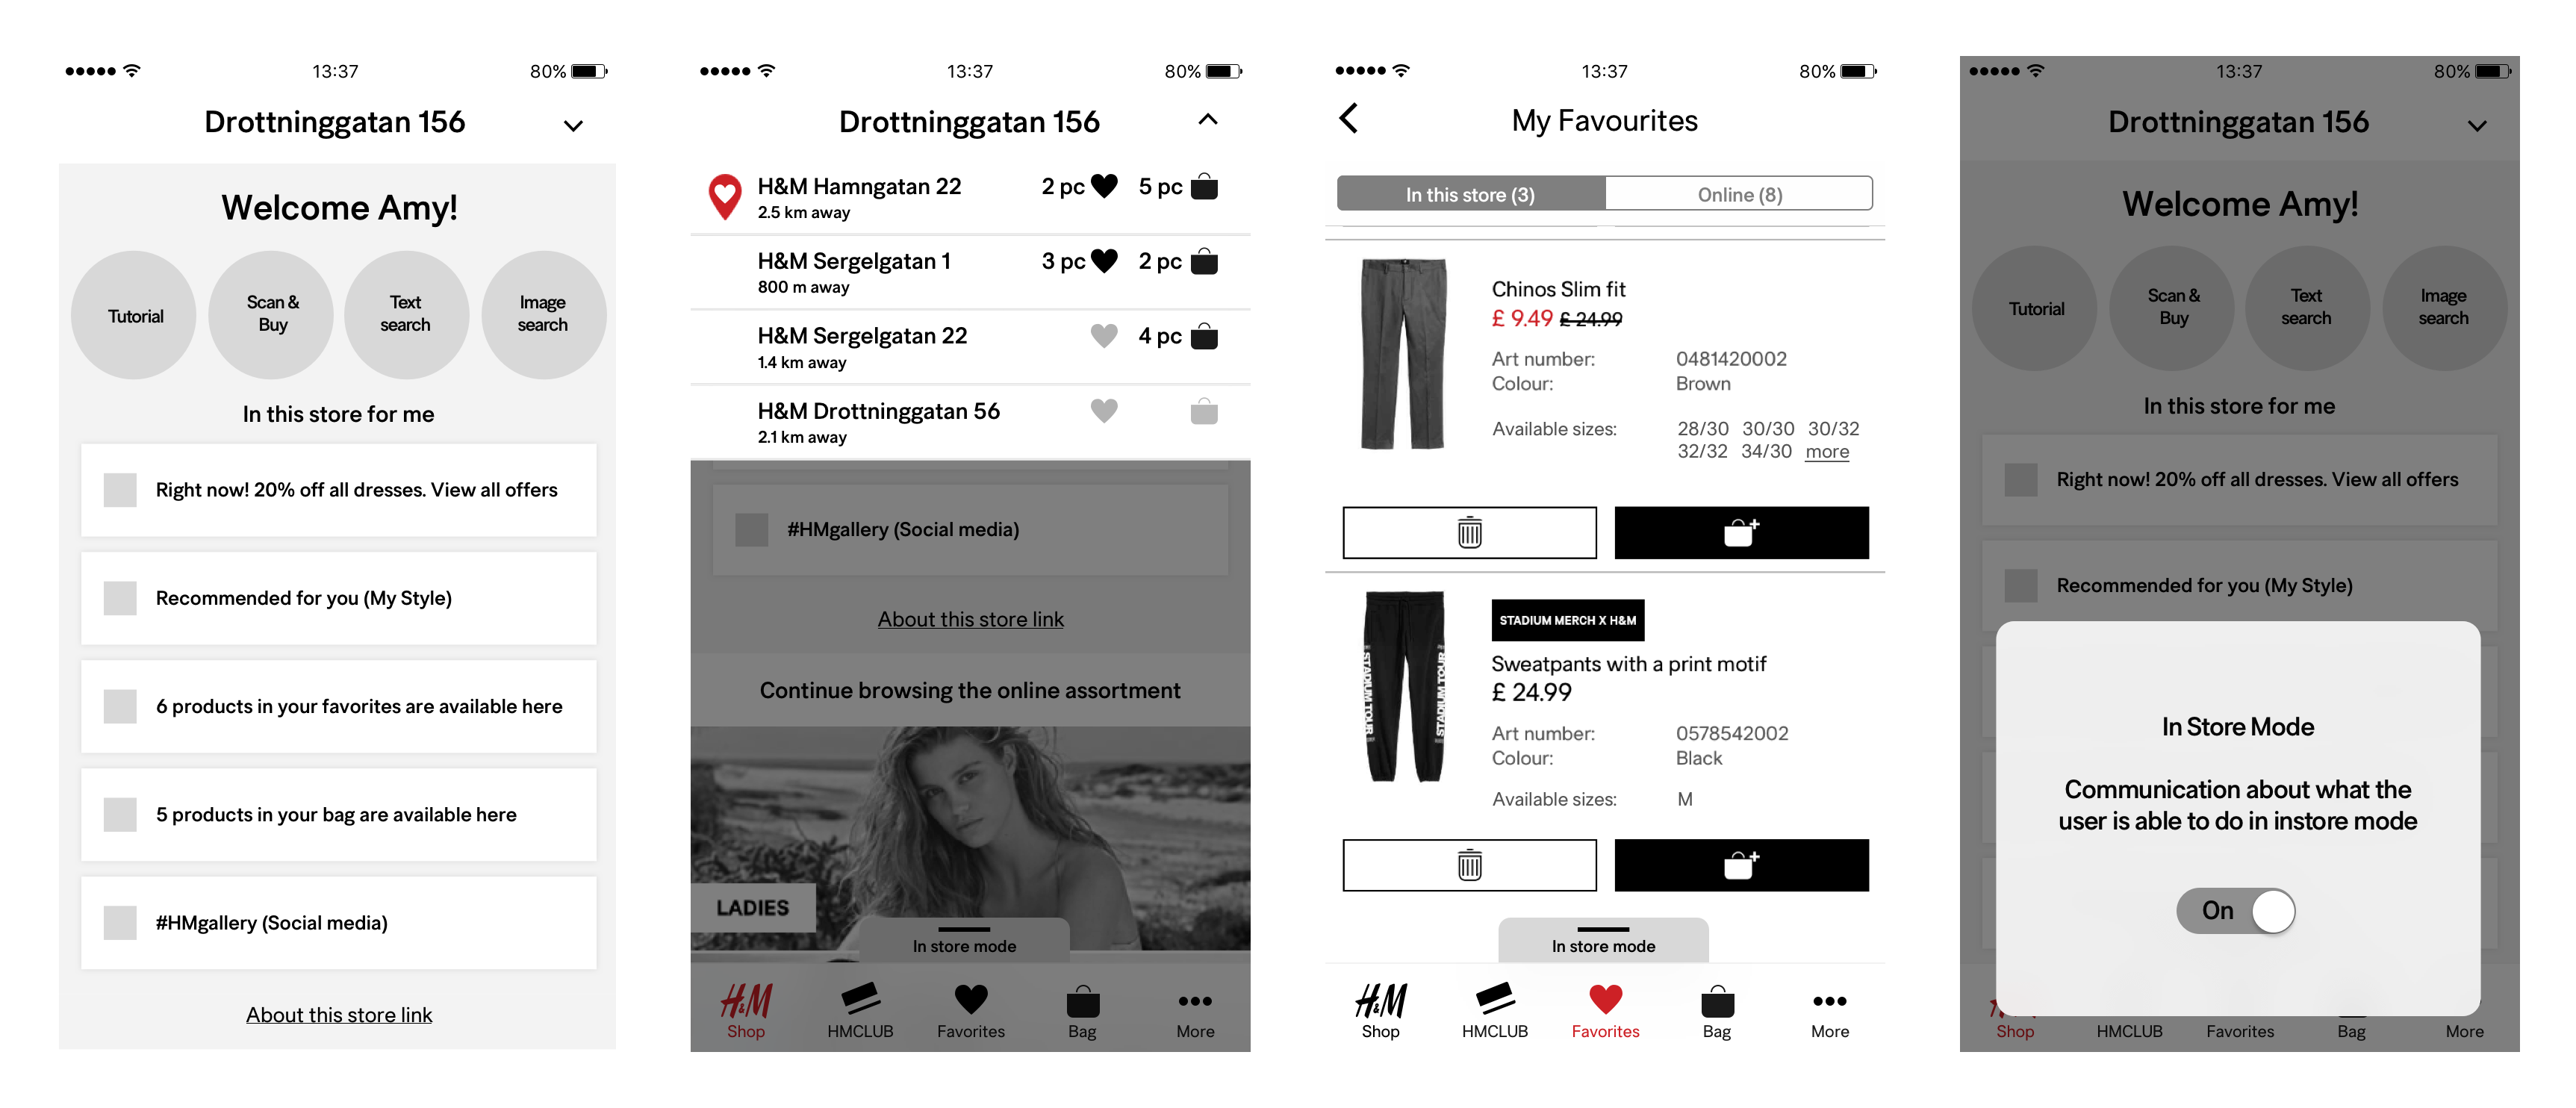 13:37
80%
Drottninggatan 156
Welcome Amy!
Tutorial
Scan &
Buy
Text
search
Image
search
In this store for me
Right now! 20% off all dresses. View all offers
Recommended for you (My Style)
6 products in your favorites are available here
5 products in your bag are available here
#HMgallery (Social media)
About this store link
13:37
80%
Drottninggatan 156
H&M Hamngatan 22
2 pc
5 pc
2.5 km away
H&M Sergelgatan 1
3 pc
2 pc
800 m away
H&M Sergelgatan 22
4 pc
1.4 km away
H&M Drottninggatan 56
2.1 km away
#HMgallery (Social media)
About this store link
Continue browsing the online assortment
LADIES
In store mode
H&M
Shop
HMCLUB
Favorites
Bag
More
13:37
80%
My Favourites
In this store (3)
Online (8)
Chinos Slim fit
£ 9.49 £ 24.99
Art number: 0481420002
Colour: Brown
Available sizes: 28/30 30/30 30/32
32/32 34/30 more
STADIUM MERCH X H&M
STADIUM TOUR
STADIUM TOUR
Sweatpants with a print motif
£ 24.99
Art number: 0578542002
Colour: Black
Available sizes: M
In store mode
H&M
Shop
HMCLUB
Favorites
Bag
More
13:37
80%
Drottninggatan 156
Welcome Amy!
Tutorial
Scan &
Buy
Text
search
Image
search
In this store for me
Right now! 20% off all dresses. View all offers
Recommended for you (My Style)
In Store Mode
Communication about what the
user is able to do in instore mode
On
Shop
HMCLUB
Favorites
Bag
More